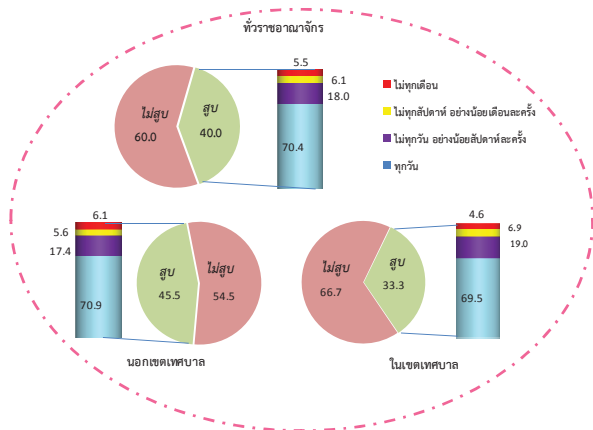 ทั่วราชอาณาจักร
5.5
6.1
18.0
70.4
ไม่สูบ
60.0
สูบ
40.0
ไม่ทุกเดือน
ไม่ทุกสัปดาห์ อย่างน้อยเดือนละครั้ง
ไม่ทุกวัน อย่างน้อยสัปดาห์ละครั้ง
ทุกวัน
6.1
5.6
17.4
70.9
สูบ
45.5
ไม่สูบ
54.5
นอกเขตเทศบาล
ไม่สูบ
66.7
สูบ
33.3
4.6
6.9
19.0
69.5
ในเขตเทศบาล